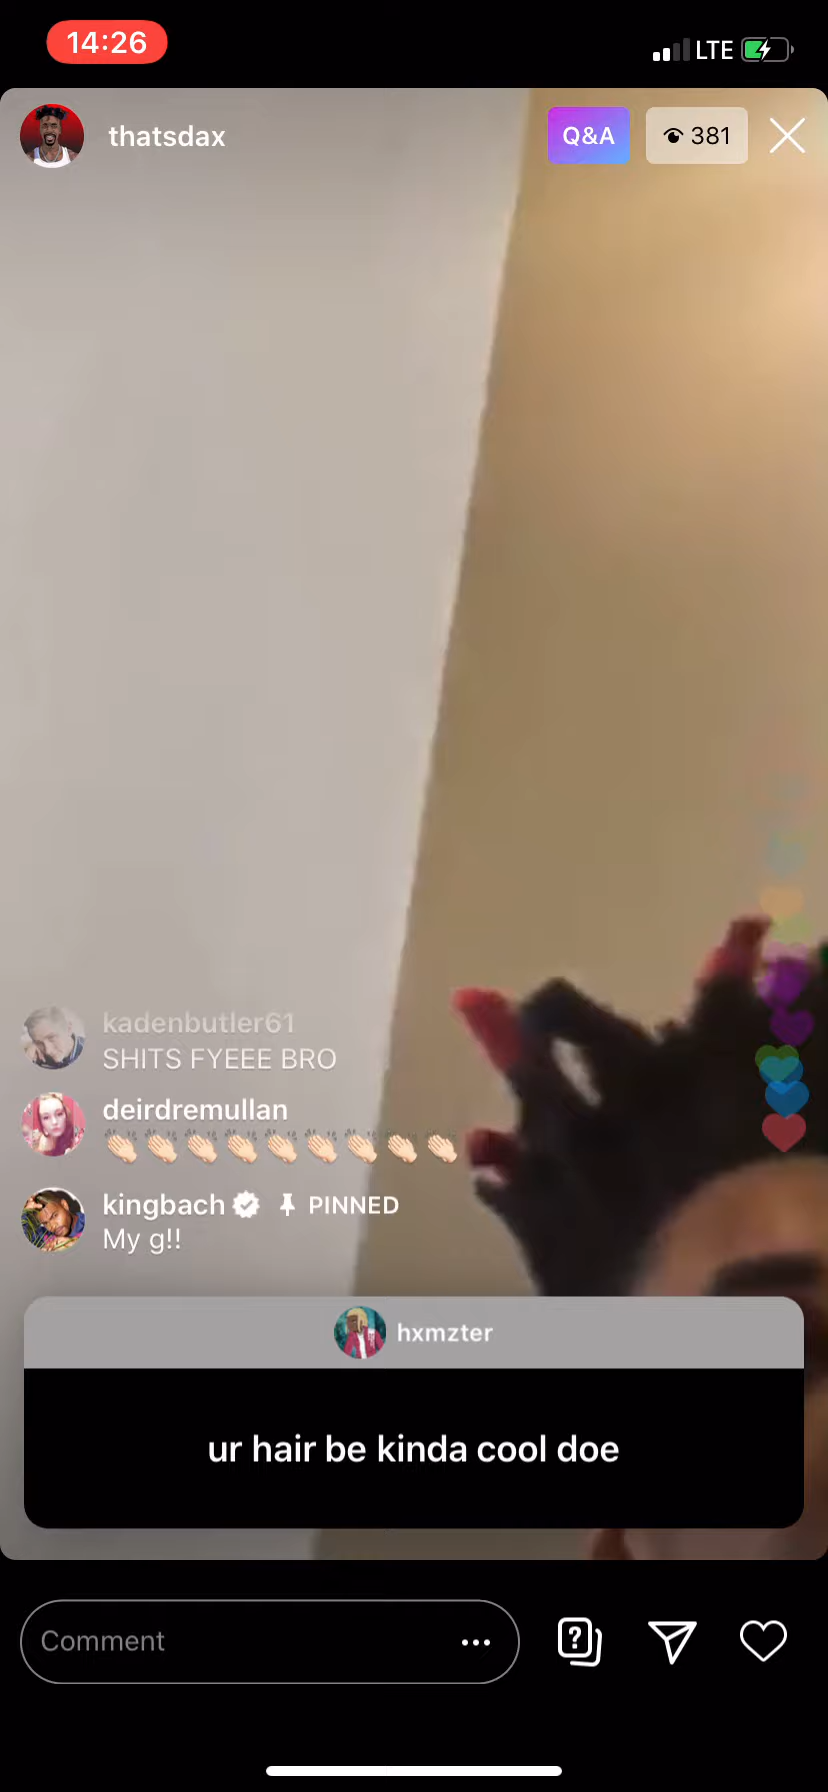 14:26
LTE
thatsdax
Q&A
381
kadenbutler61
SHITS FYEEE BRO
deirdremullan
👏🏻👏🏻👏🏻👏🏻👏🏻👏🏻👏🏻👏🏻👏🏻
kingbach PINNED
My g!!
hxmzter
ur hair be kinda cool doe
Comment